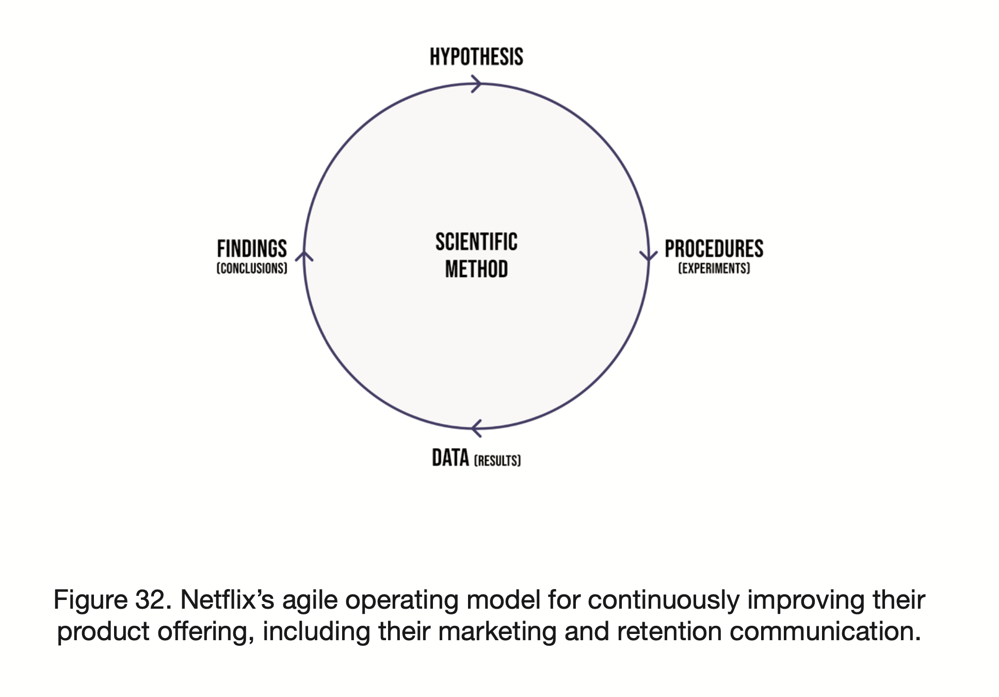 HYPOTHESIS
FINDINGS
(CONCLUSIONS)
SCIENTIFIC
METHOD
PROCEDURES
(EXPERIMENTS)
DATA (RESULTS)
Figure 32. Netflix’s agile operating model for continuously improving their
product offering, including their marketing and retention communication.